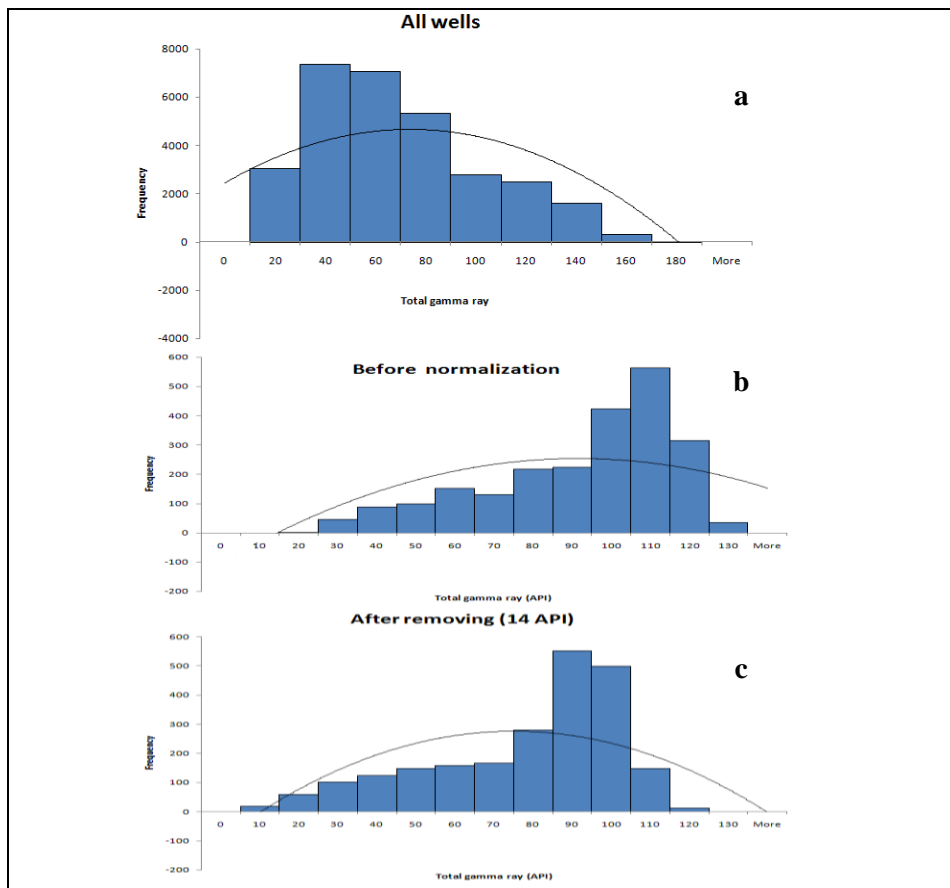 All wells
a
8000
6000
4000
2000
0
-2000
-4000
Frequency
0 20 40 60 80 100 120 140 160 180 More
Total gamma ray
Before normalization
b
600
500
400
300
200
100
0
-100
-200
Frequency
0 10 20 30 40 50 60 70 80 90 100 110 120 130 More
Total gamma ray (API)
After removing (14 API)
c
600
500
400
300
200
100
0
-100
-200
Frequency
0 10 20 30 40 50 60 70 80 90 100 110 120 130 More
Total gamma ray (API)